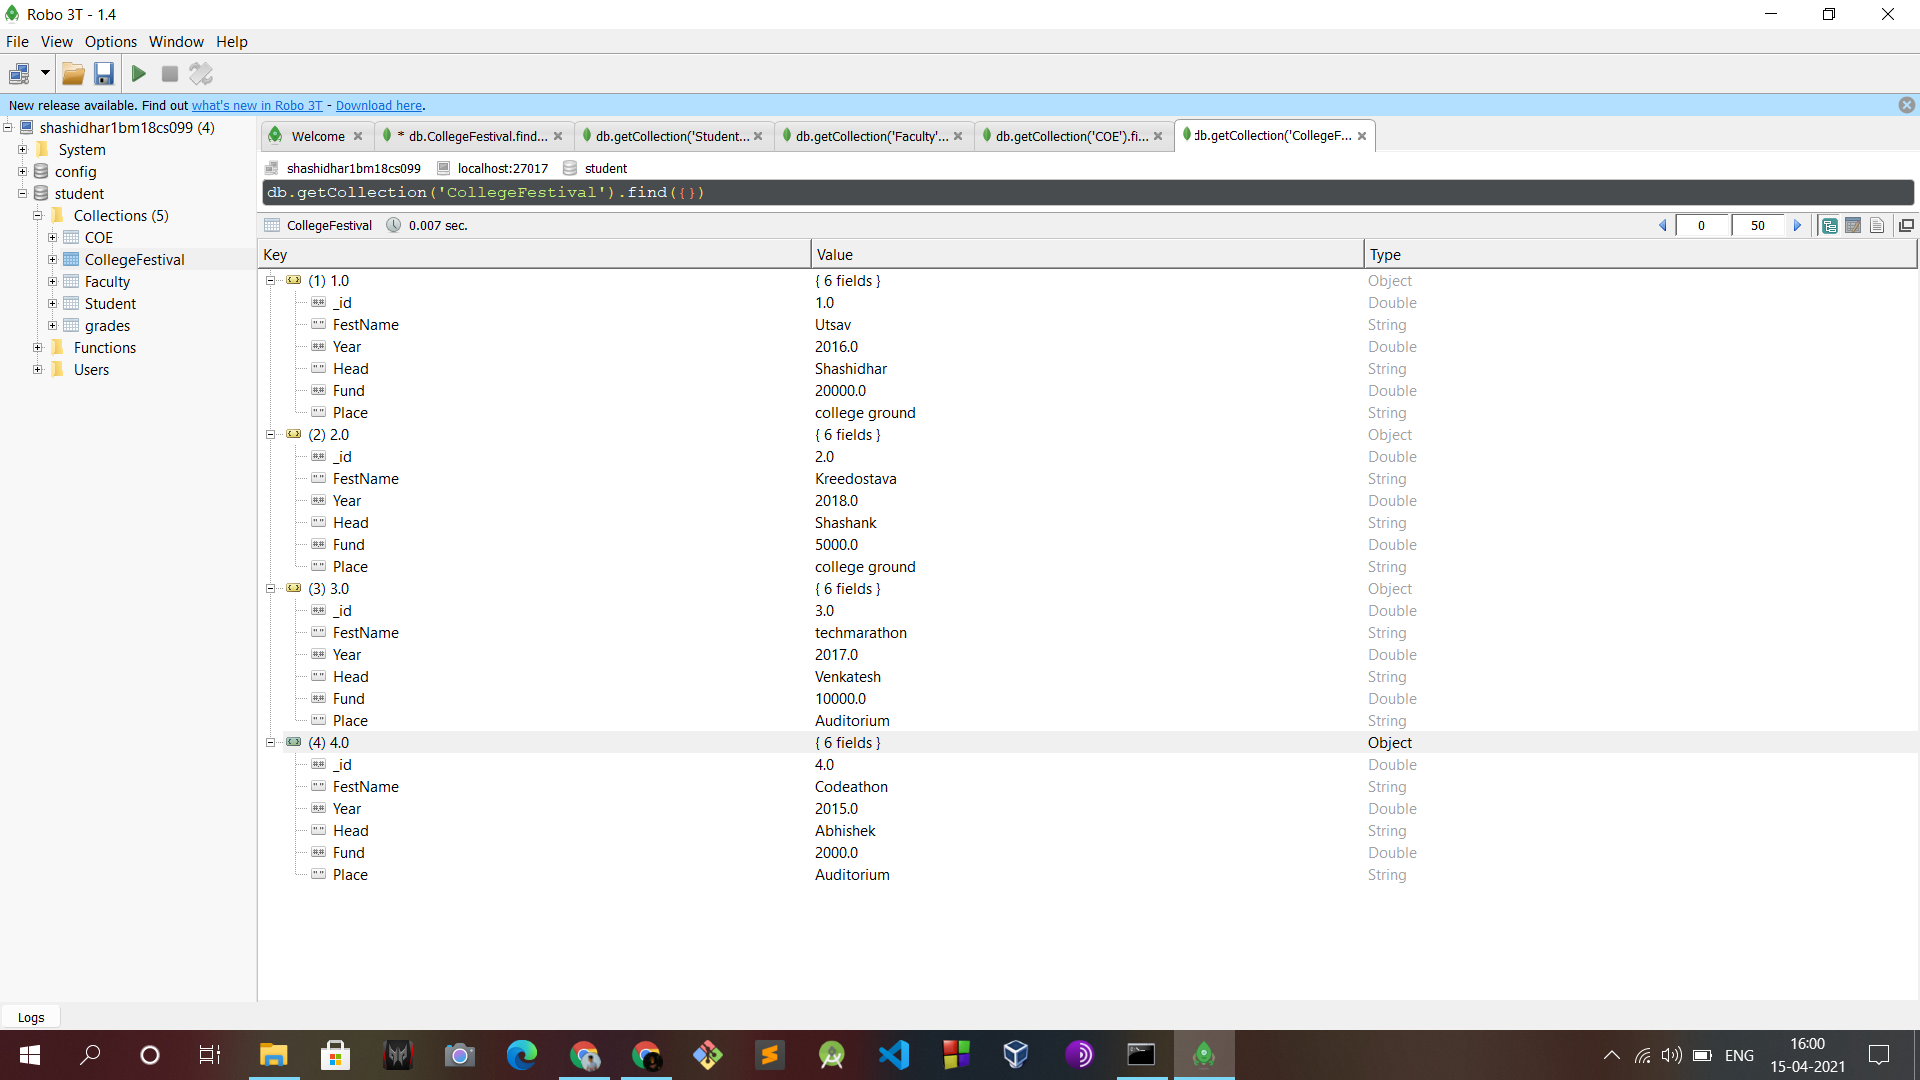 Robo 3T - 1.4
File View Options Window Help
New release available. Find out what's new in Robo 3T - Download here.
shashidhar1bm18cs099 (4)
System
config
student
Collections (5)
COE
CollegeFestival
Faculty
Student
grades
Functions
Users
Welcome * db.CollegeFestival.find... db.getCollection('Student... db.getCollection('Faculty'... db.getCollection('COE').fi... db.getCollection('CollegeF...
shashidhar1bm18cs099 localhost:27017 student
db.getCollection('CollegeFestival').find({})
CollegeFestival 0.007 sec. 0 50
Key Value Type
(1) 1.0 { 6 fields } Object
_id 1.0 Double
FestName Utsav String
Year 2016.0 Double
Head Shashidhar String
Fund 20000.0 Double
Place college ground String
(2) 2.0 { 6 fields } Object
_id 2.0 Double
FestName Kreedostava String
Year 2018.0 Double
Head Shashank String
Fund 5000.0 Double
Place college ground String
(3) 3.0 { 6 fields } Object
_id 3.0 Double
FestName techmarathon String
Year 2017.0 Double
Head Venkatesh String
Fund 10000.0 Double
Place Auditorium String
(4) 4.0 { 6 fields } Object
_id 4.0 Double
FestName Codeathon String
Year 2015.0 Double
Head Abhishek String
Fund 2000.0 Double
Place Auditorium String
Logs
ENG
16:00
15-04-2021